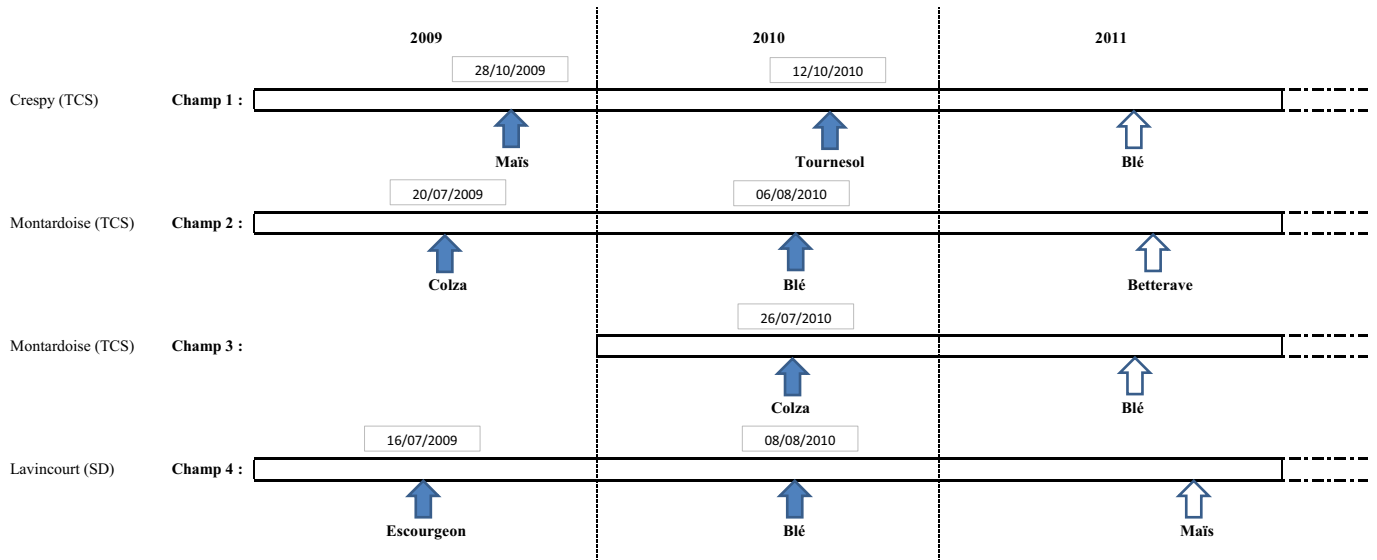 2009 2010 2011
28/10/2009 12/10/2010
Crespy (TCS) Champ 1 :
Maïs Tournesol Blé
20/07/2009 06/08/2010
Montardoise (TCS) Champ 2 :
Colza Blé Betterave
26/07/2010
Montardoise (TCS) Champ 3 :
Colza Blé
16/07/2009 08/08/2010
Lavincourt (SD) Champ 4 :
Escourgeon Blé Maïs